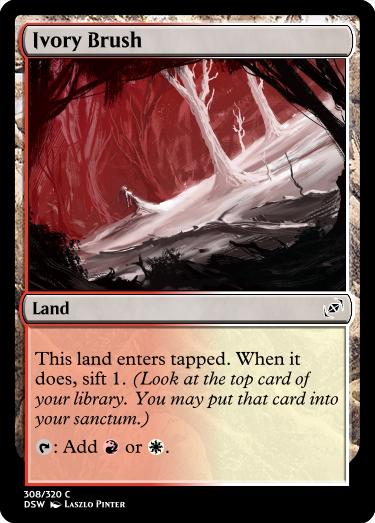 Ivory Brush
Land
This land enters tapped. When it
does, sift 1. (Look at the top card of
your library. You may put that card into
your sanctum.)
: Add or .
308/320 C
DSW Laszlo Pinter